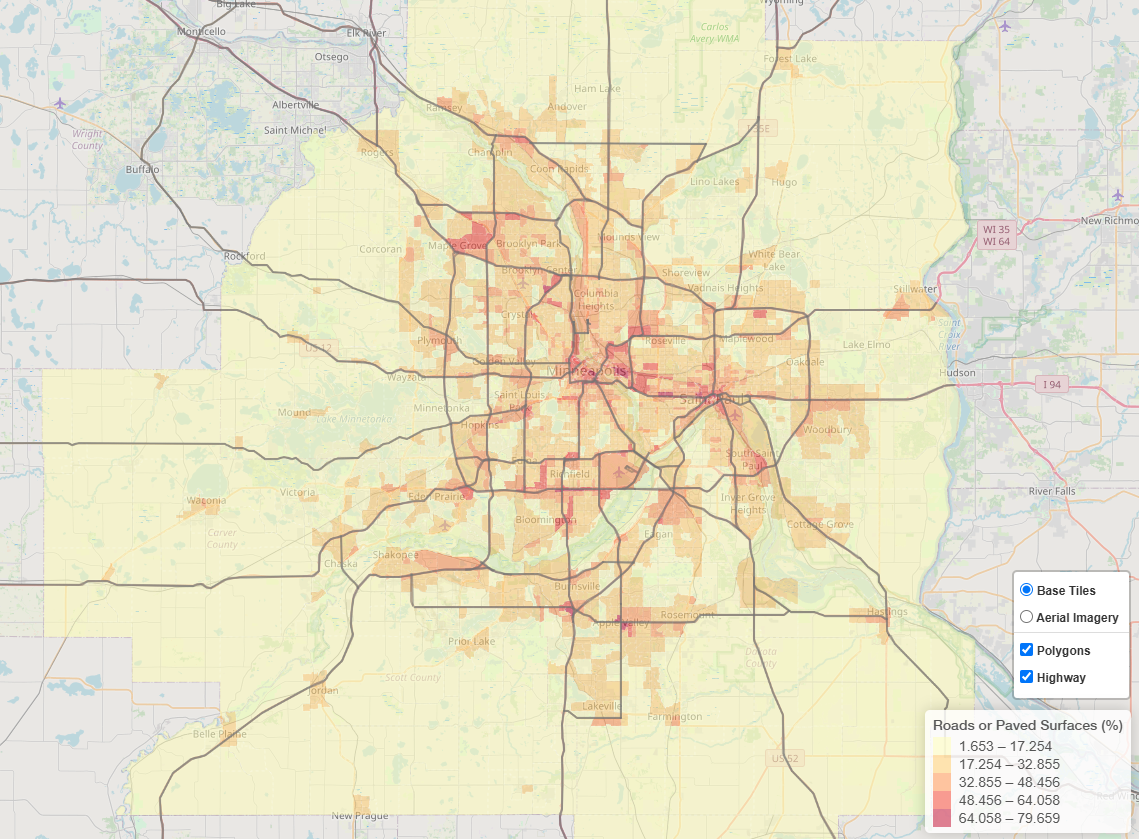 Big Lake
Wyoming
Monticello
Carlos
Avery WMA
Elk River
Otsego
Forest Lake
Ham Lake
Albertville
Ramsey
Andover
Saint Michael
Wright
County
I 35E
Rogers
Champlin
Buffalo
Coon Rapids
Lino Lakes
Hugo
New Richmo
WI 35
WI 64
Mounds View
Corcoran
Maple Grove
Brooklyn Park
Rockford
White Bear
Lake
Brooklyn Center
Shoreview
Vadnais Heights
Stillwater
Columbia
Heights
Crystal
Saint
Croix
River
Plymouth
Roseville
Maplewood
Lake Elmo
US 12
Golden Valley
Oakdale
Minneapolis
Hudson
Wayzata
I 94
Saint Louis
Park
Saint Paul
Mound
Lake Minnetonka
Minnetonka
Hopkins
Woodbury
Edina
South Saint
Paul
Richfield
Victoria
Eden Prairie
Waconia
River Falls
Inver Grove
Heights
Bloomington
Cottage Grove
Carver
County
Eagan
Shakopee
Chaska
Burnsville
Base Tiles
Aerial Imagery
Hastings
Rosemount
Apple Valley
Prior Lake
Polygons
Dakota
County
Scott County
Highway
Jordan
Lakeville
Farmington
Belle Plaine
Roads or Paved Surfaces (%)
1.653 – 17.254
US 52
17.254 – 32.855
32.855 – 48.456
48.456 – 64.058
New Prague
64.058 – 79.659